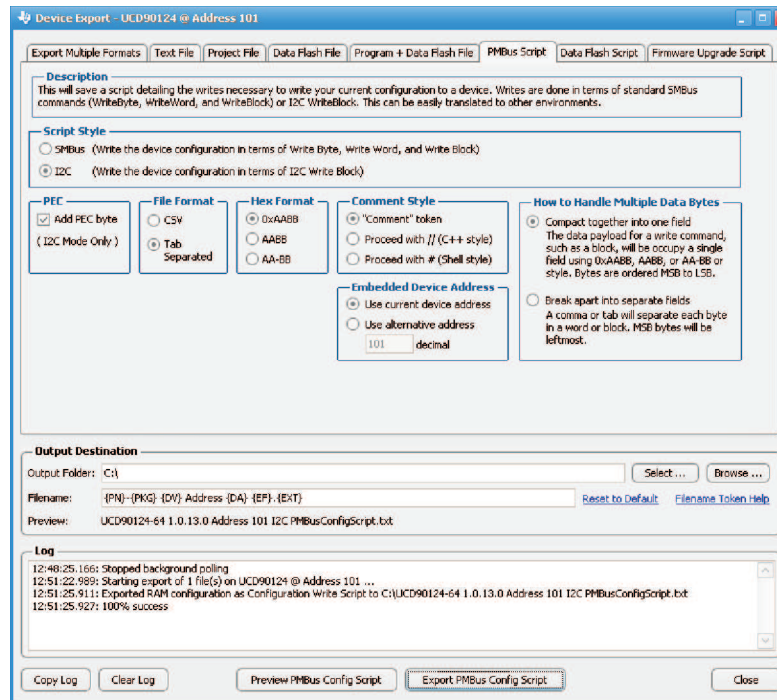 Device Export - UCD90124 @ Address 101
Export Multiple Formats Text File Project File Data Flash File Program + Data Flash File PMBus Script Data Flash Script Firmware Upgrade Script
Description
This will save a script detailing the writes necessary to write your current configuration to a device. Writes are done in terms of standard SMBus
commands (WriteByte, WriteWord, and WriteBlock) or I2C WriteBlock. This can be easily translated to other environments.
Script Style
SMBus (Write the device configuration in terms of Write Byte, Write Word, and Write Block)
I2C (Write the device configuration in terms of I2C Write Block)
PEC
Add PEC byte
( I2C Mode Only )
File Format
CSV
Tab
Separated
Hex Format
0xAABB
AABB
AA-BB
Comment Style
"Comment" token
Proceed with // (C++ style)
Proceed with # (Shell style)
Embedded Device Address
Use current device address
Use alternative address
101 decimal
How to Handle Multiple Data Bytes
Compact together into one field
The data payload for a write command,
such as a block, will be occupy a single
field using 0xAABB, AABB, or AA-BB or
style. Bytes are ordered MSB to LSB.
Break apart into separate fields
A comma or tab will separate each byte
in a word or block. MSB bytes will be
leftmost.
Output Destination
Output Folder: C:\ Select ... Browse ...
Filename: {PN}-{PKG} {DV} Address {DA} {EF}.{EXT} Reset to Default Filename Token Help
Preview: UCD90124-64 1.0.13.0 Address 101 I2C PMBusConfigScript.txt
Log
12:48:25.166: Stopped background polling
12:51:22.989: Starting export of 1 file(s) on UCD90124 @ Address 101 ...
12:51:25.911: Exported RAM configuration as Configuration Write Script to C:\UCD90124-64 1.0.13.0 Address 101 I2C PMBusConfigScript.txt
12:51:25.927: 100% success
Copy Log Clear Log Preview PMBus Config Script Export PMBus Config Script Close